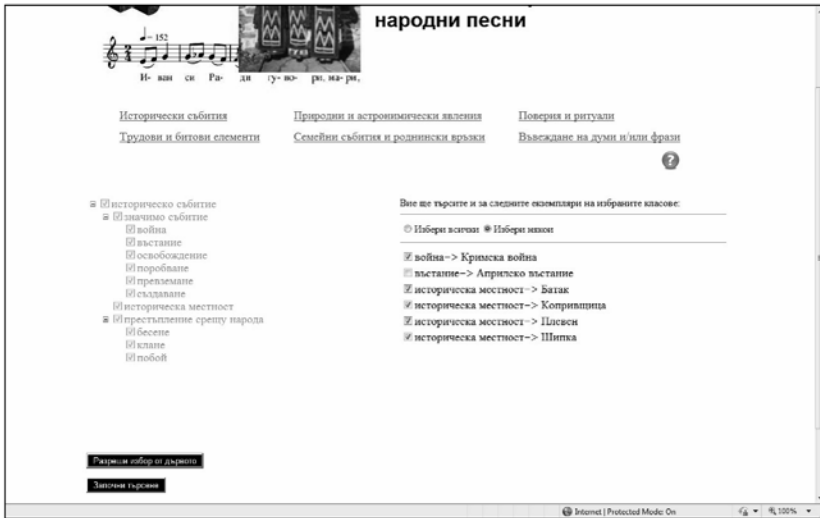 народни песни
♩= 152
И- ван си Ра- ди гу- во- ри, на- ри,
Исторически събития Природни и астронимически явления Поверия и ритуали
Трудови и битови елементи Семейни събития и роднински връзки Въвеждане на думи и/или фрази
?
историческо събитие
значимо събитие
война
въстание
освобождение
поробване
превземане
създаване
историческа местност
престъпление срещу народа
бесене
клане
побой
Вие ще търсите и за следните екземпляри на избраните класове:
Избери всички Избери някои
война-> Кримска война
въстание-> Априлско въстание
историческа местност-> Батак
историческа местност-> Копривщица
историческа местност-> Плевен
историческа местност-> Шипка
Разреши избор от дървото
Започни търсене
Internet | Protected Mode: On 100%